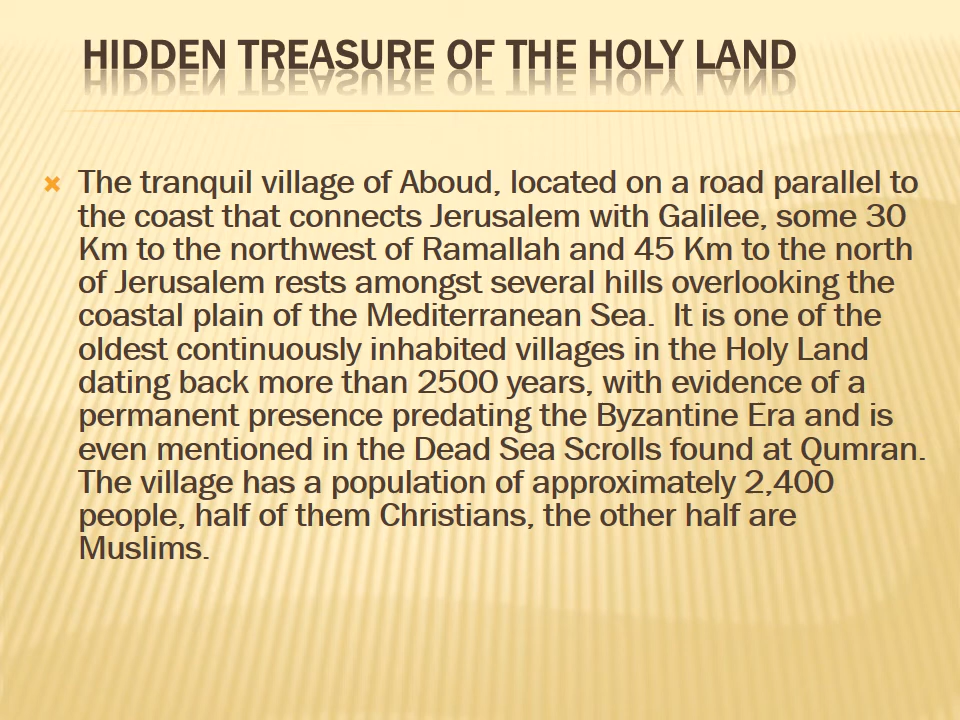 HIDDEN TREASURE OF THE HOLY LAND
The tranquil village of Aboud, located on a road parallel to
the coast that connects Jerusalem with Galilee, some 30
Km to the northwest of Ramallah and 45 Km to the north
of Jerusalem rests amongst several hills overlooking the
coastal plain of the Mediterranean Sea.  It is one of the
oldest continuously inhabited villages in the Holy Land
dating back more than 2500 years, with evidence of a
permanent presence predating the Byzantine Era and is
even mentioned in the Dead Sea Scrolls found at Qumran.
The village has a population of approximately 2,400
people, half of them Christians, the other half are
Muslims.